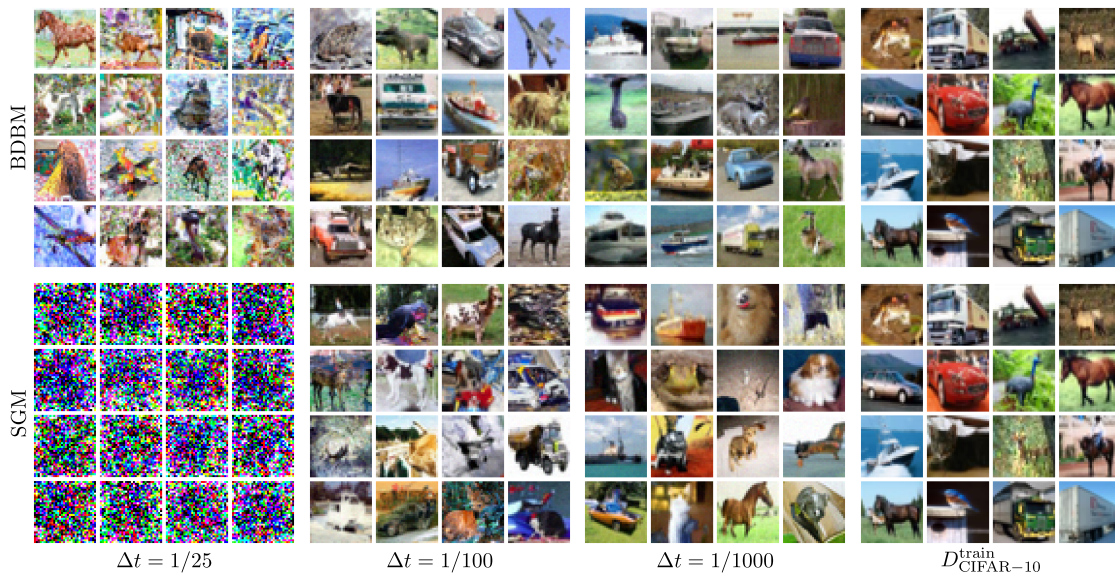 BDBM
SGM
Δt = 1/25
Δt = 1/100
Δt = 1/1000
D^train_CIFAR−10